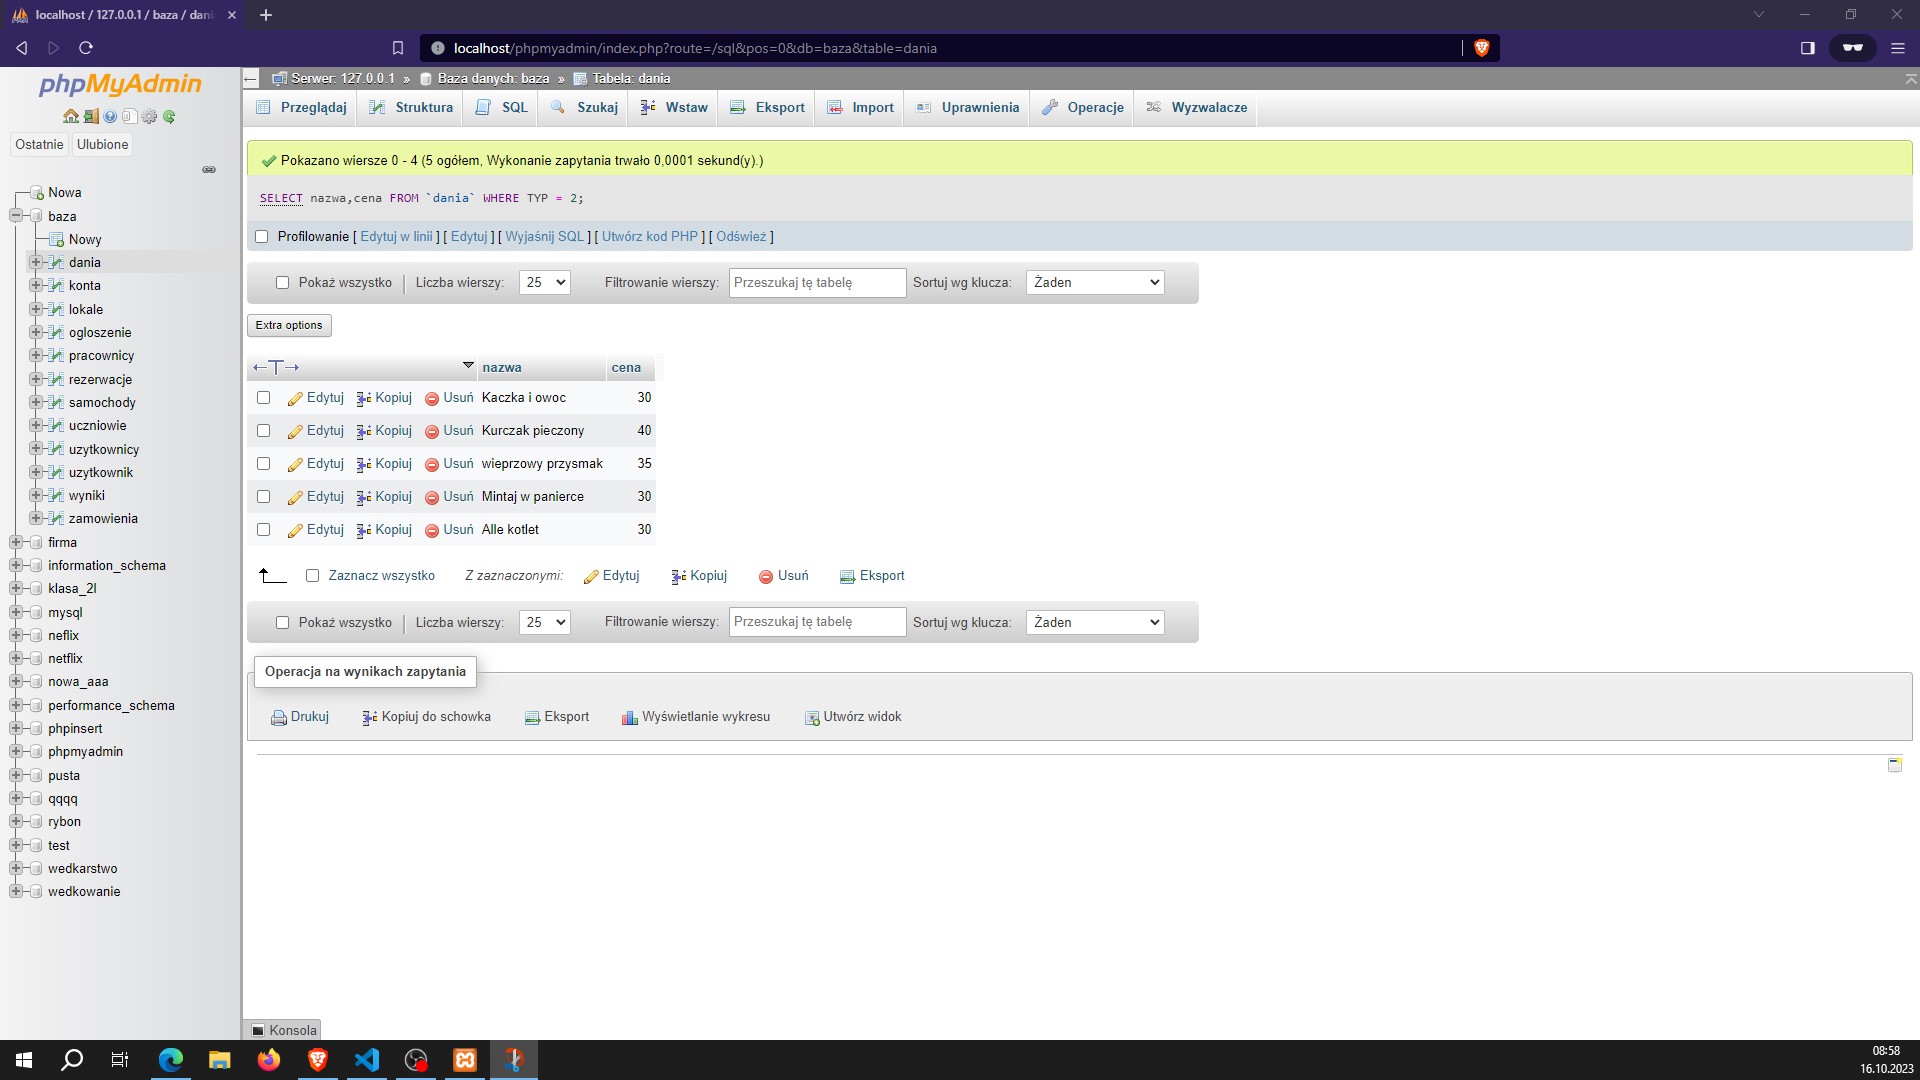 localhost / 127.0.0.1 / baza / dani
localhost/phpmyadmin/index.php?route=/sql&pos=0&db=baza&table=dania
phpMyAdmin
Ostatnie Ulubione
Nowa
baza
Nowy
dania
konta
lokale
ogloszenie
pracownicy
rezerwacje
samochody
uczniowie
uzytkownicy
uzytkownik
wyniki
zamowienia
firma
information_schema
klasa_2l
mysql
neflix
netflix
nowa_aaa
performance_schema
phpinsert
phpmyadmin
pusta
qqqq
rybon
test
wedkarstwo
wedkowanie
Serwer: 127.0.0.1 » Baza danych: baza » Tabela: dania
Przeglądaj Struktura SQL Szukaj Wstaw Eksport Import Uprawnienia Operacje Wyzwalacze
Pokazano wiersze 0 - 4 (5 ogółem, Wykonanie zapytania trwało 0,0001 sekund(y).)
SELECT nazwa,cena FROM `dania` WHERE TYP = 2;
Profilowanie [ Edytuj w linii ] [ Edytuj ] [ Wyjaśnij SQL ] [ Utwórz kod PHP ] [ Odśwież ]
Pokaż wszystko Liczba wierszy: 25 Filtrowanie wierszy: Przeszukaj tę tabelę Sortuj wg klucza: Żaden
Extra options
←T→ nazwa cena
Edytuj Kopiuj Usuń Kaczka i owoc 30
Edytuj Kopiuj Usuń Kurczak pieczony 40
Edytuj Kopiuj Usuń wieprzowy przysmak 35
Edytuj Kopiuj Usuń Mintaj w panierce 30
Edytuj Kopiuj Usuń Alle kotlet 30
Zaznacz wszystko Z zaznaczonymi: Edytuj Kopiuj Usuń Eksport
Pokaż wszystko Liczba wierszy: 25 Filtrowanie wierszy: Przeszukaj tę tabelę Sortuj wg klucza: Żaden
Operacja na wynikach zapytania
Drukuj Kopiuj do schowka Eksport Wyświetlanie wykresu Utwórz widok
Konsola
08:58
16.10.2023